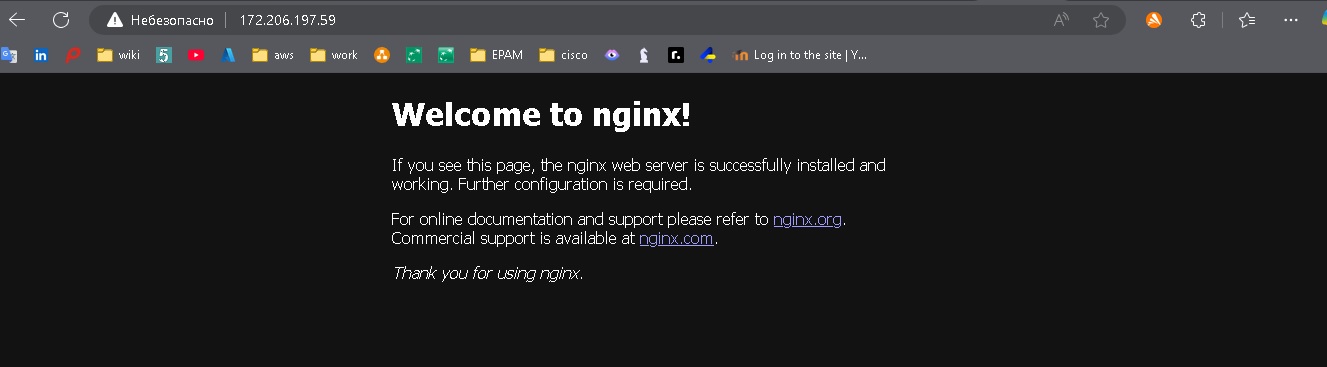 Небезопасно 172.206.197.59
wiki aws work EPAM cisco Log in to the site | Y...
Welcome to nginx!
If you see this page, the nginx web server is successfully installed and
working. Further configuration is required.
For online documentation and support please refer to nginx.org.
Commercial support is available at nginx.com.
Thank you for using nginx.